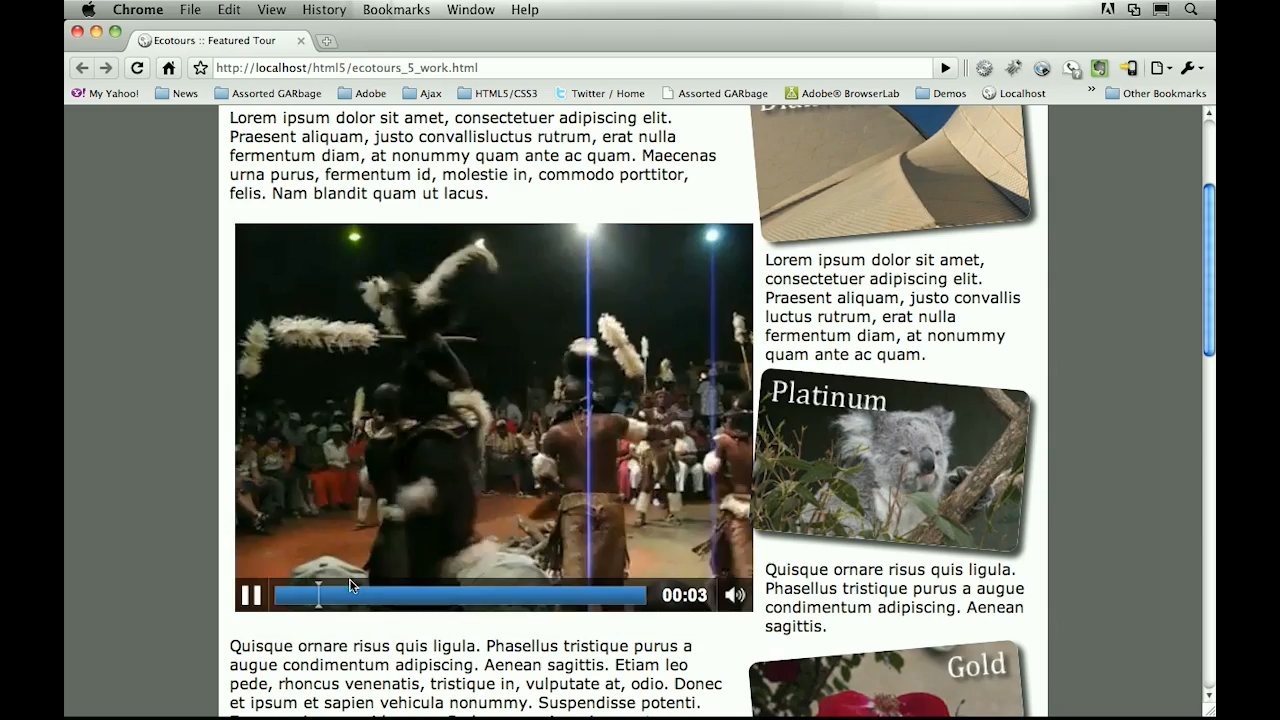 Chrome File Edit View History Bookmarks Window Help
Ecotours :: Featured Tour
http://localhost/html5/ecotours_5_work.html
My Yahoo! News Assorted GARbage Adobe Ajax HTML5/CSS3 Twitter / Home Assorted GARbage Adobe® BrowserLab Demos Localhost » Other Bookmarks
Lorem ipsum dolor sit amet, consectetuer adipiscing elit.
Praesent aliquam, justo convallisluctus rutrum, erat nulla
fermentum diam, at nonummy quam ante ac quam. Maecenas
urna purus, fermentum id, molestie in, commodo porttitor,
felis. Nam blandit quam ut lacus.
00:03
Quisque ornare risus quis ligula. Phasellus tristique purus a
augue condimentum adipiscing. Aenean sagittis. Etiam leo
pede, rhoncus venenatis, tristique in, vulputate at, odio. Donec
et ipsum et sapien vehicula nonummy. Suspendisse potenti.
Lorem ipsum dolor sit amet,
consectetuer adipiscing elit.
Praesent aliquam, justo convallis
luctus rutrum, erat nulla
fermentum diam, at nonummy
quam ante ac quam.
Platinum
Quisque ornare risus quis ligula.
Phasellus tristique purus a augue
condimentum adipiscing. Aenean
sagittis.
Gold